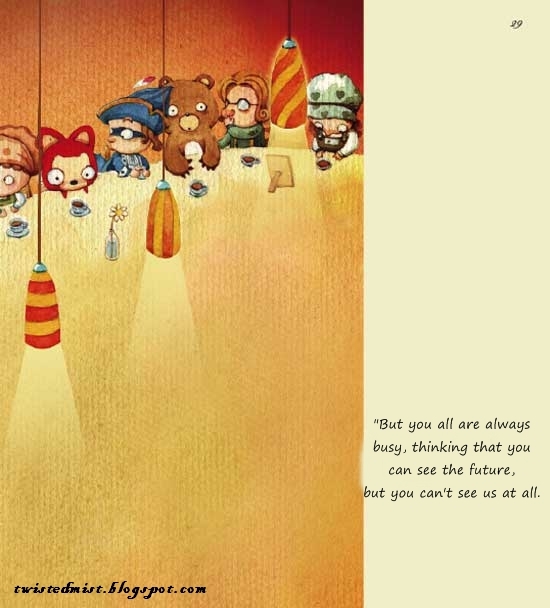 29
"But you all are always
busy, thinking that you
can see the future,
but you can't see us at all.
twistedmist.blogspot.com